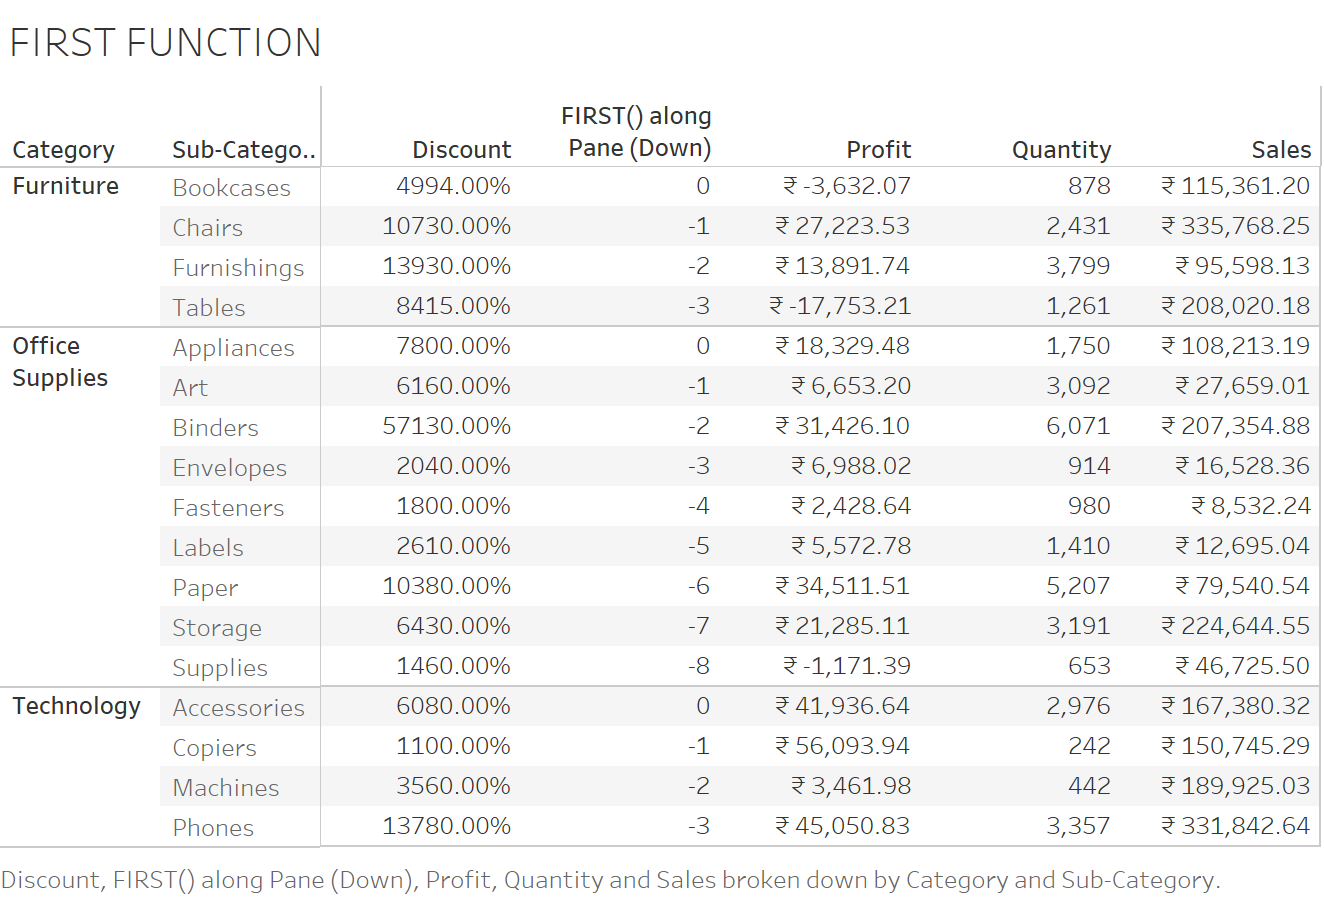 FIRST FUNCTION
FIRST() along
Category Sub-Catego.. Discount Pane (Down) Profit Quantity Sales
Furniture Bookcases 4994.00% 0 ₹ -3,632.07 878 ₹ 115,361.20
Chairs 10730.00% -1 ₹ 27,223.53 2,431 ₹ 335,768.25
Furnishings 13930.00% -2 ₹ 13,891.74 3,799 ₹ 95,598.13
Tables 8415.00% -3 ₹ -17,753.21 1,261 ₹ 208,020.18
Office Appliances 7800.00% 0 ₹ 18,329.48 1,750 ₹ 108,213.19
Supplies Art 6160.00% -1 ₹ 6,653.20 3,092 ₹ 27,659.01
Binders 57130.00% -2 ₹ 31,426.10 6,071 ₹ 207,354.88
Envelopes 2040.00% -3 ₹ 6,988.02 914 ₹ 16,528.36
Fasteners 1800.00% -4 ₹ 2,428.64 980 ₹ 8,532.24
Labels 2610.00% -5 ₹ 5,572.78 1,410 ₹ 12,695.04
Paper 10380.00% -6 ₹ 34,511.51 5,207 ₹ 79,540.54
Storage 6430.00% -7 ₹ 21,285.11 3,191 ₹ 224,644.55
Supplies 1460.00% -8 ₹ -1,171.39 653 ₹ 46,725.50
Technology Accessories 6080.00% 0 ₹ 41,936.64 2,976 ₹ 167,380.32
Copiers 1100.00% -1 ₹ 56,093.94 242 ₹ 150,745.29
Machines 3560.00% -2 ₹ 3,461.98 442 ₹ 189,925.03
Phones 13780.00% -3 ₹ 45,050.83 3,357 ₹ 331,842.64
Discount, FIRST() along Pane (Down), Profit, Quantity and Sales broken down by Category and Sub-Category.